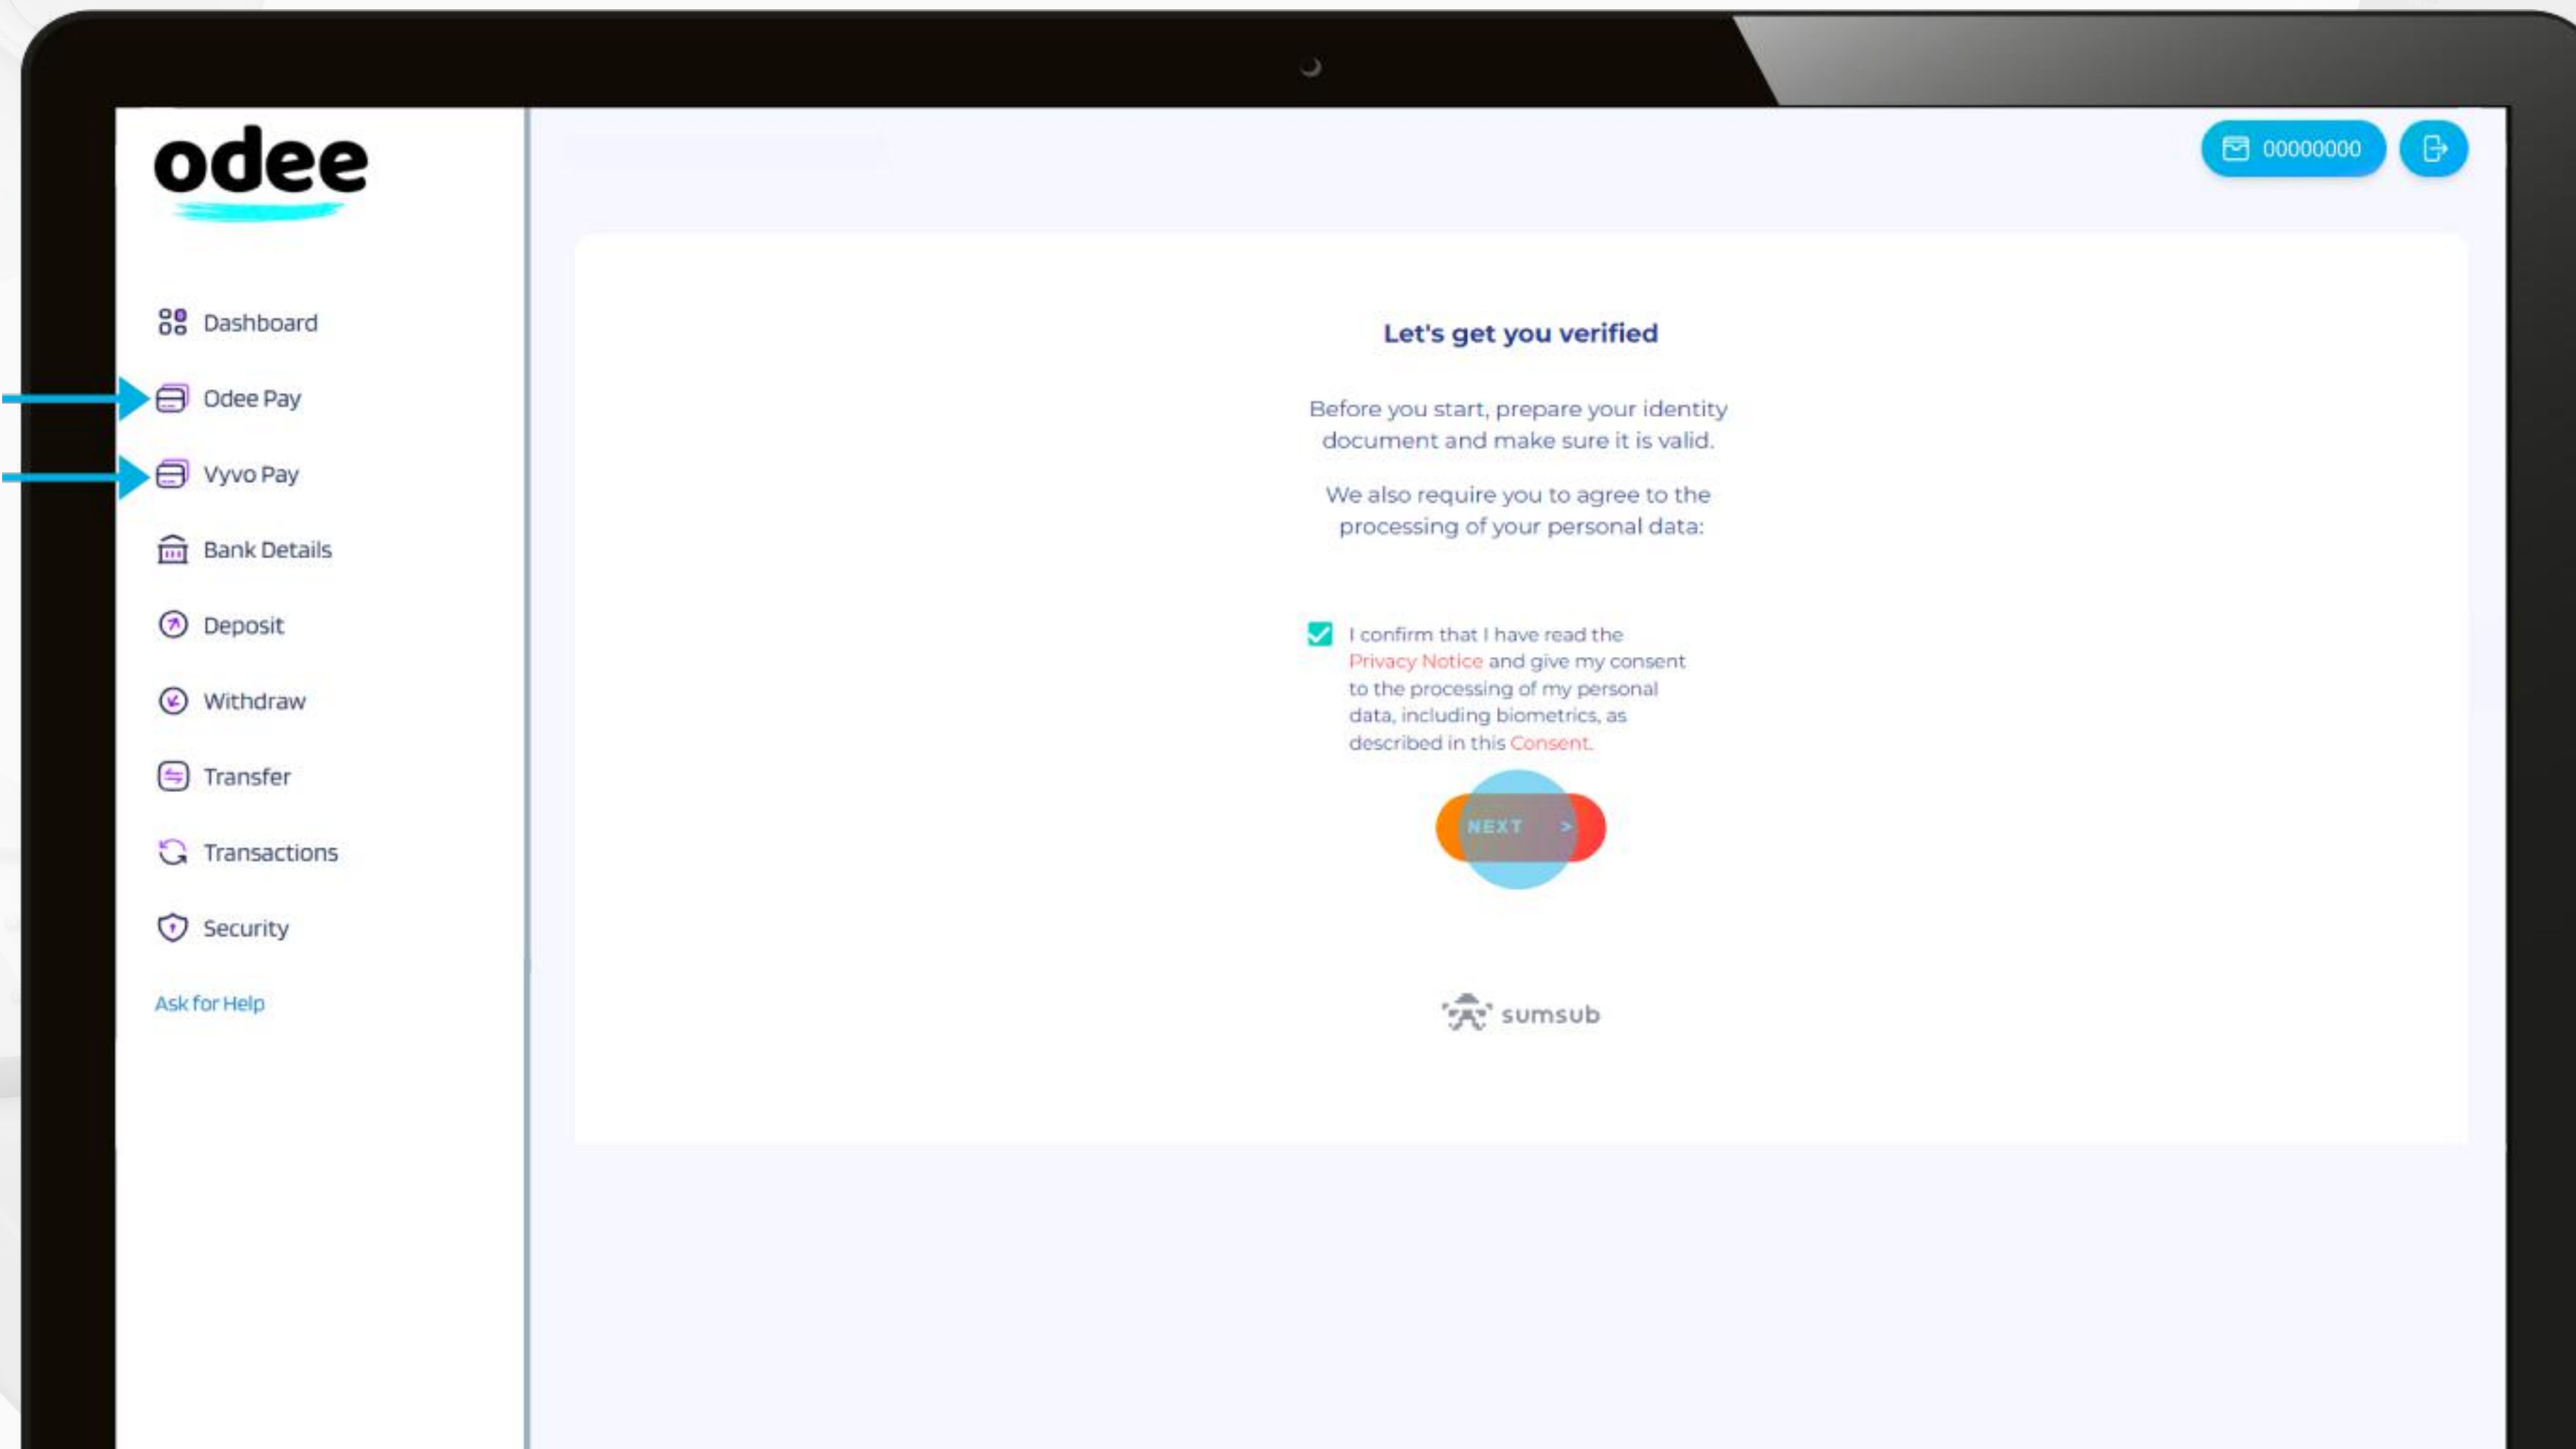 odee
00000000
Dashboard
Odee Pay
Vyvo Pay
Bank Details
Deposit
Withdraw
Transfer
Transactions
Security
Ask for Help
Let's get you verified
Before you start, prepare your identity
document and make sure it is valid.
We also require you to agree to the
processing of your personal data:
I confirm that I have read the
Privacy Notice and give my consent
to the processing of my personal
data, including biometrics, as
described in this Consent.
NEXT >
sumsub